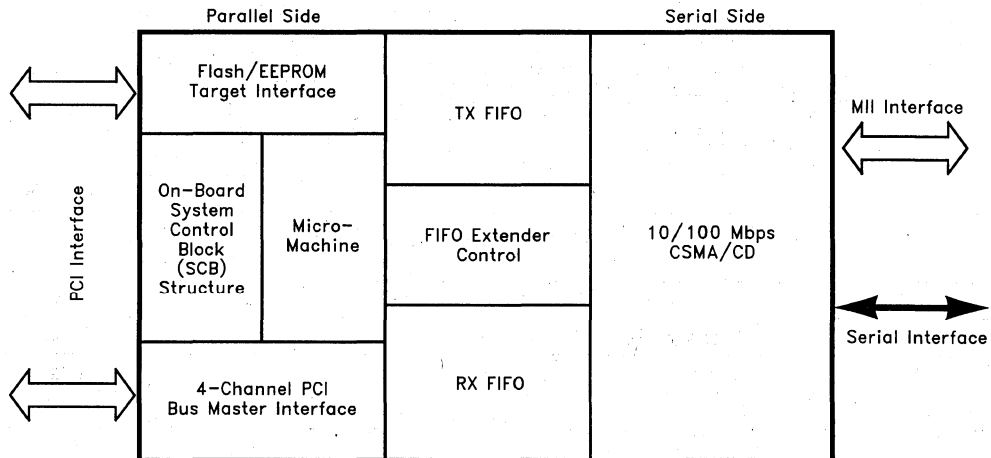 Parallel Side
Serial Side
Flash/EEPROM
Target Interface
TX FIFO
MII Interface
PCI Interface
On-Board
System
Control
Block
(SCB)
Structure
Micro-
Machine
FIFO Extender
Control
10/100 Mbps
CSMA/CD
Serial Interface
4-Channel PCI
Bus Master Interface
RX FIFO